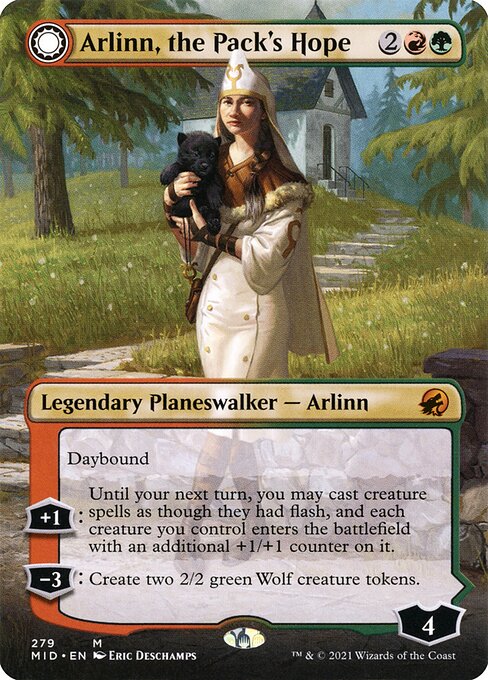 Arlinn, the Pack's Hope 2
Legendary Planeswalker — Arlinn
Daybound
+1: Until your next turn, you may cast creature
spells as though they had flash, and each
creature you control enters the battlefield
with an additional +1/+1 counter on it.
−3: Create two 2/2 green Wolf creature tokens.
4
279 M
MID • EN Eric Deschamps
™ & © 2021 Wizards of the Coast